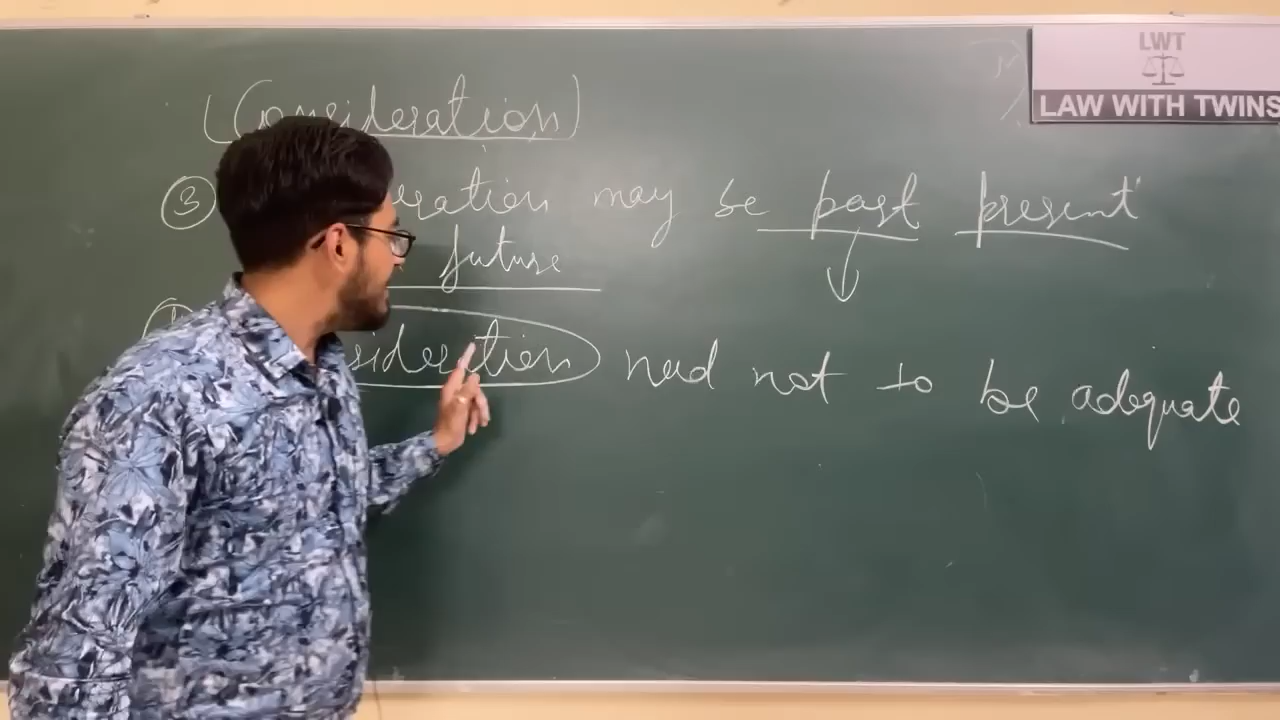 LWT
LAW WITH TWINS
(Consideration)
③ eration may be past present
future
sideration need not to be adequate